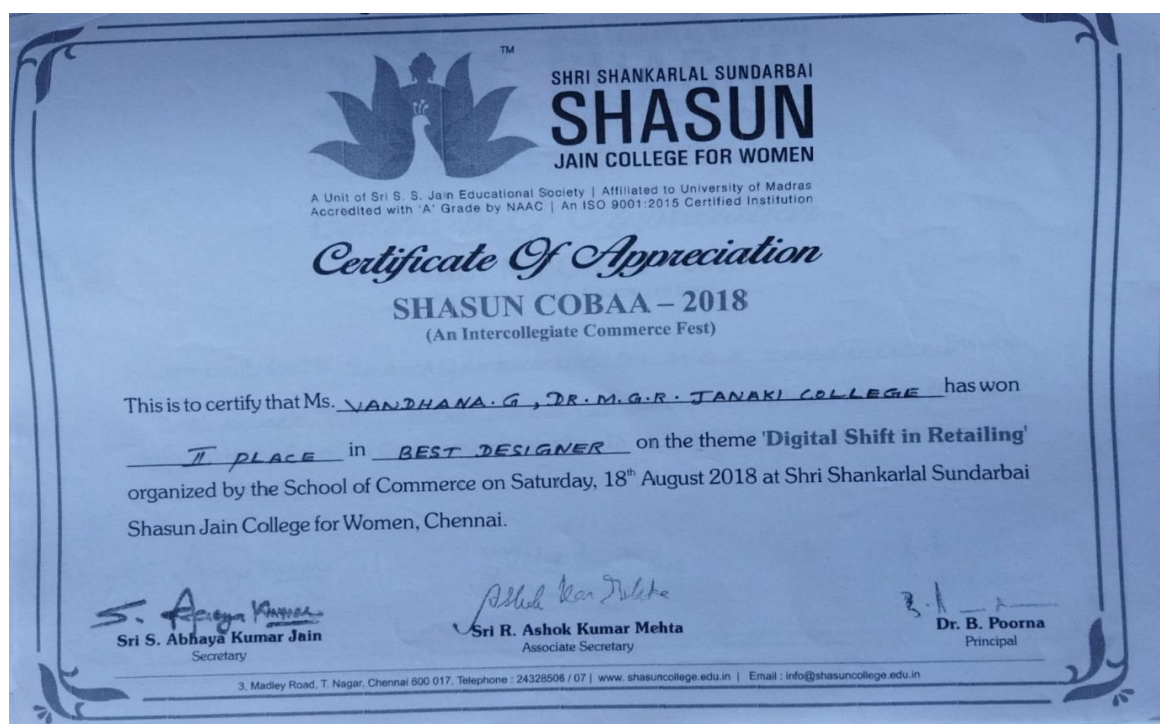 TM
SHRI SHANKARLAL SUNDARBAI
SHASUN
JAIN COLLEGE FOR WOMEN
A Unit of Sri S. S. Jain Educational Society | Affiliated to University of Madras
Accredited with 'A' Grade by NAAC | An ISO 9001:2015 Certified Institution
Certificate Of Appreciation
SHASUN COBAA – 2018
(An Intercollegiate Commerce Fest)
This is to certify that Ms. VANDHANA. G, DR. M.G.R. JANAKI COLLEGE has won
II PLACE in BEST DESIGNER on the theme 'Digital Shift in Retailing'
organized by the School of Commerce on Saturday, 18th August 2018 at Shri Shankarlal Sundarbai
Shasun Jain College for Women, Chennai.
Sri S. Abhaya Kumar Jain
Secretary
Sri R. Ashok Kumar Mehta
Associate Secretary
Dr. B. Poorna
Principal
3, Madley Road, T. Nagar, Chennai 600 017, Telephone : 24328506 / 07 | www. shasuncollege.edu.in | Email : info@shasuncollege.edu.in